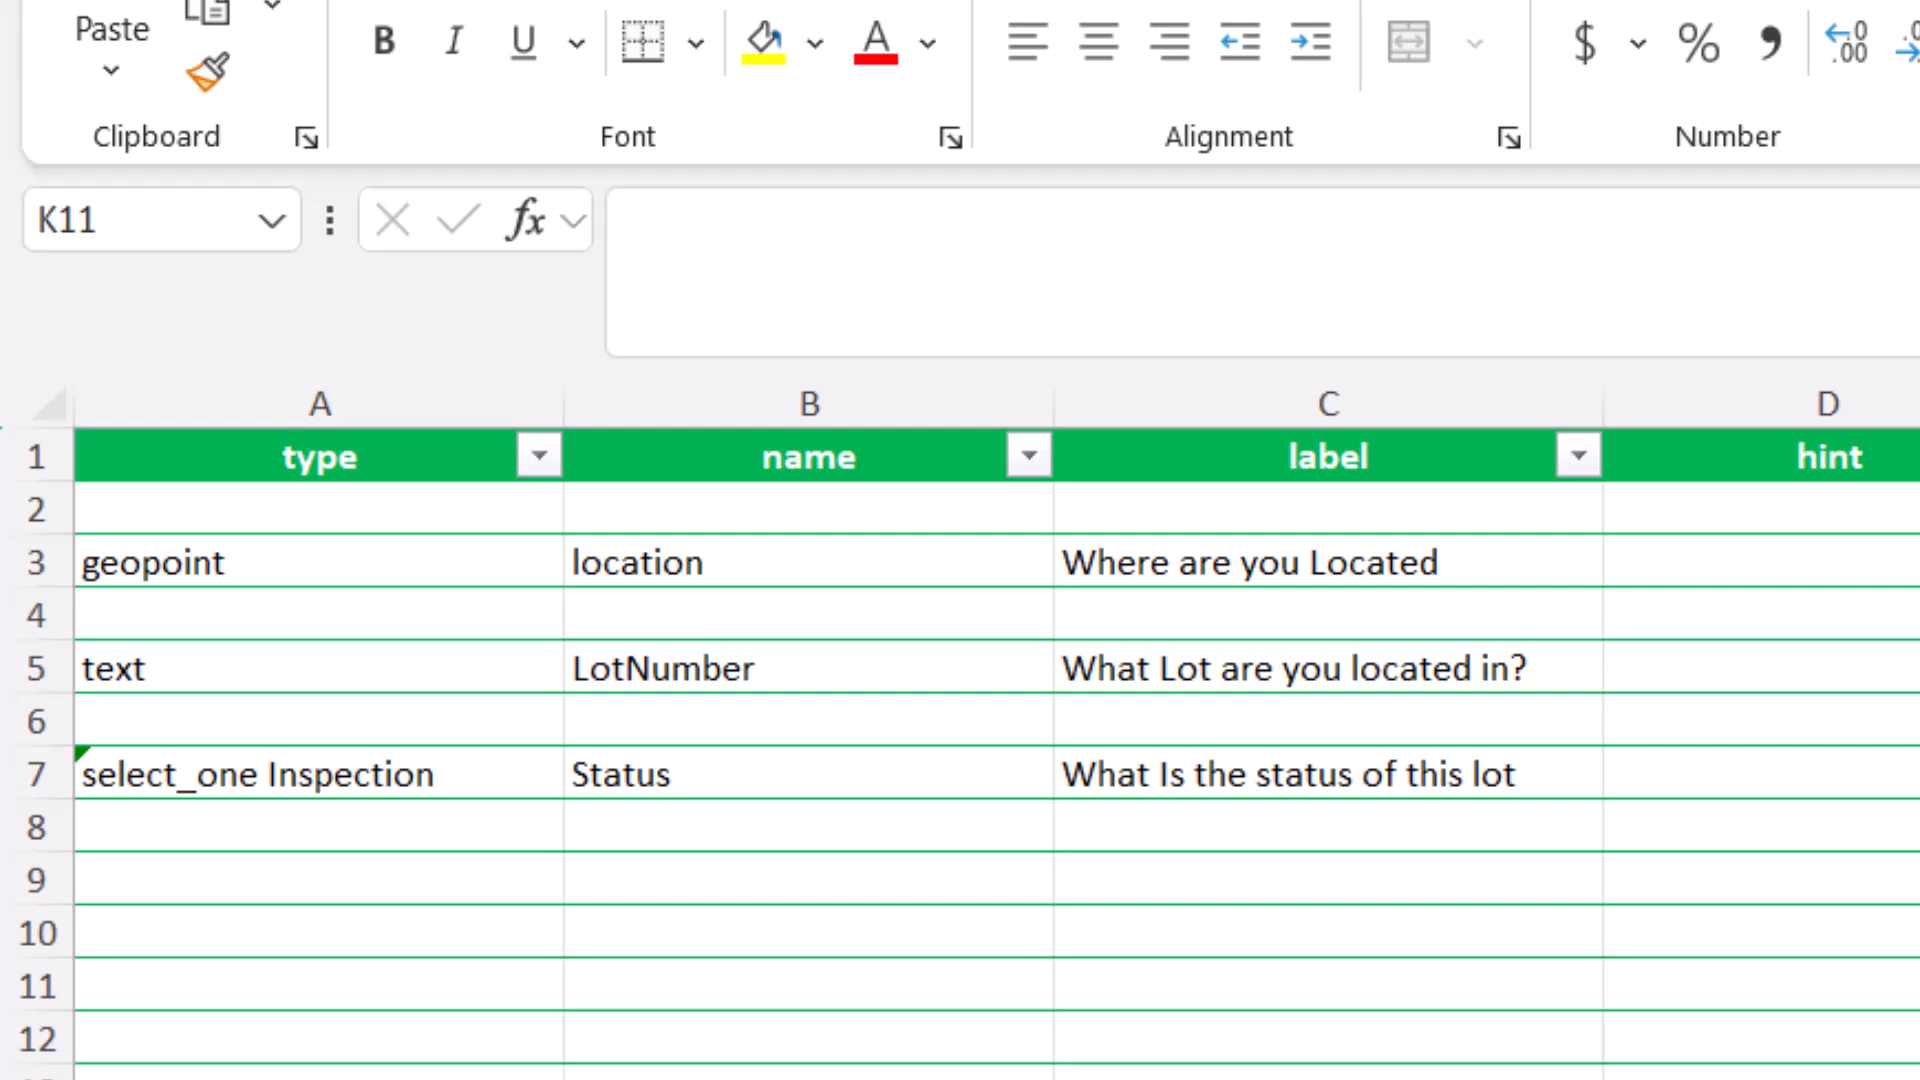 Paste
B I U A $ % 9 .00
Clipboard Font Alignment Number
K11 fx
A B C D
1 type name label hint
2
3 geopoint location Where are you Located
4
5 text LotNumber What Lot are you located in?
6
7 select_one Inspection Status What Is the status of this lot
8
9
10
11
12